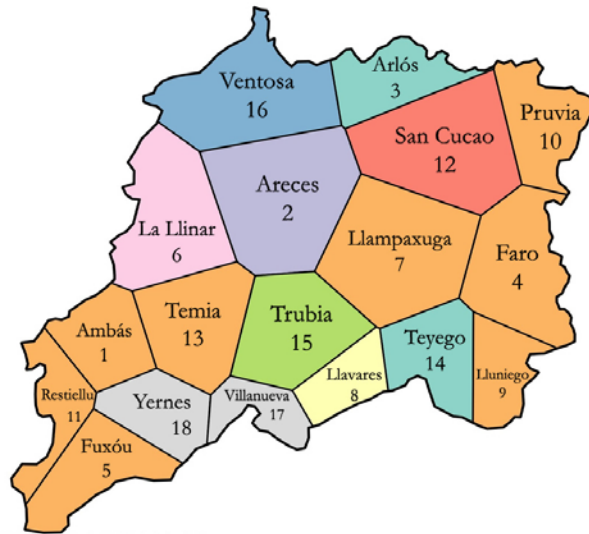 Ventosa
16
Arlós
3
Pruvia
10
San Cucao
12
Areces
2
La Llinar
6
Llampaxuga
7
Faro
4
Ambás
1
Temia
13
Trubia
15
Teyego
14
Lluniego
9
Restiellu
11
Yernes
18
Villanueva
17
Llavares
8
Fuxóu
5